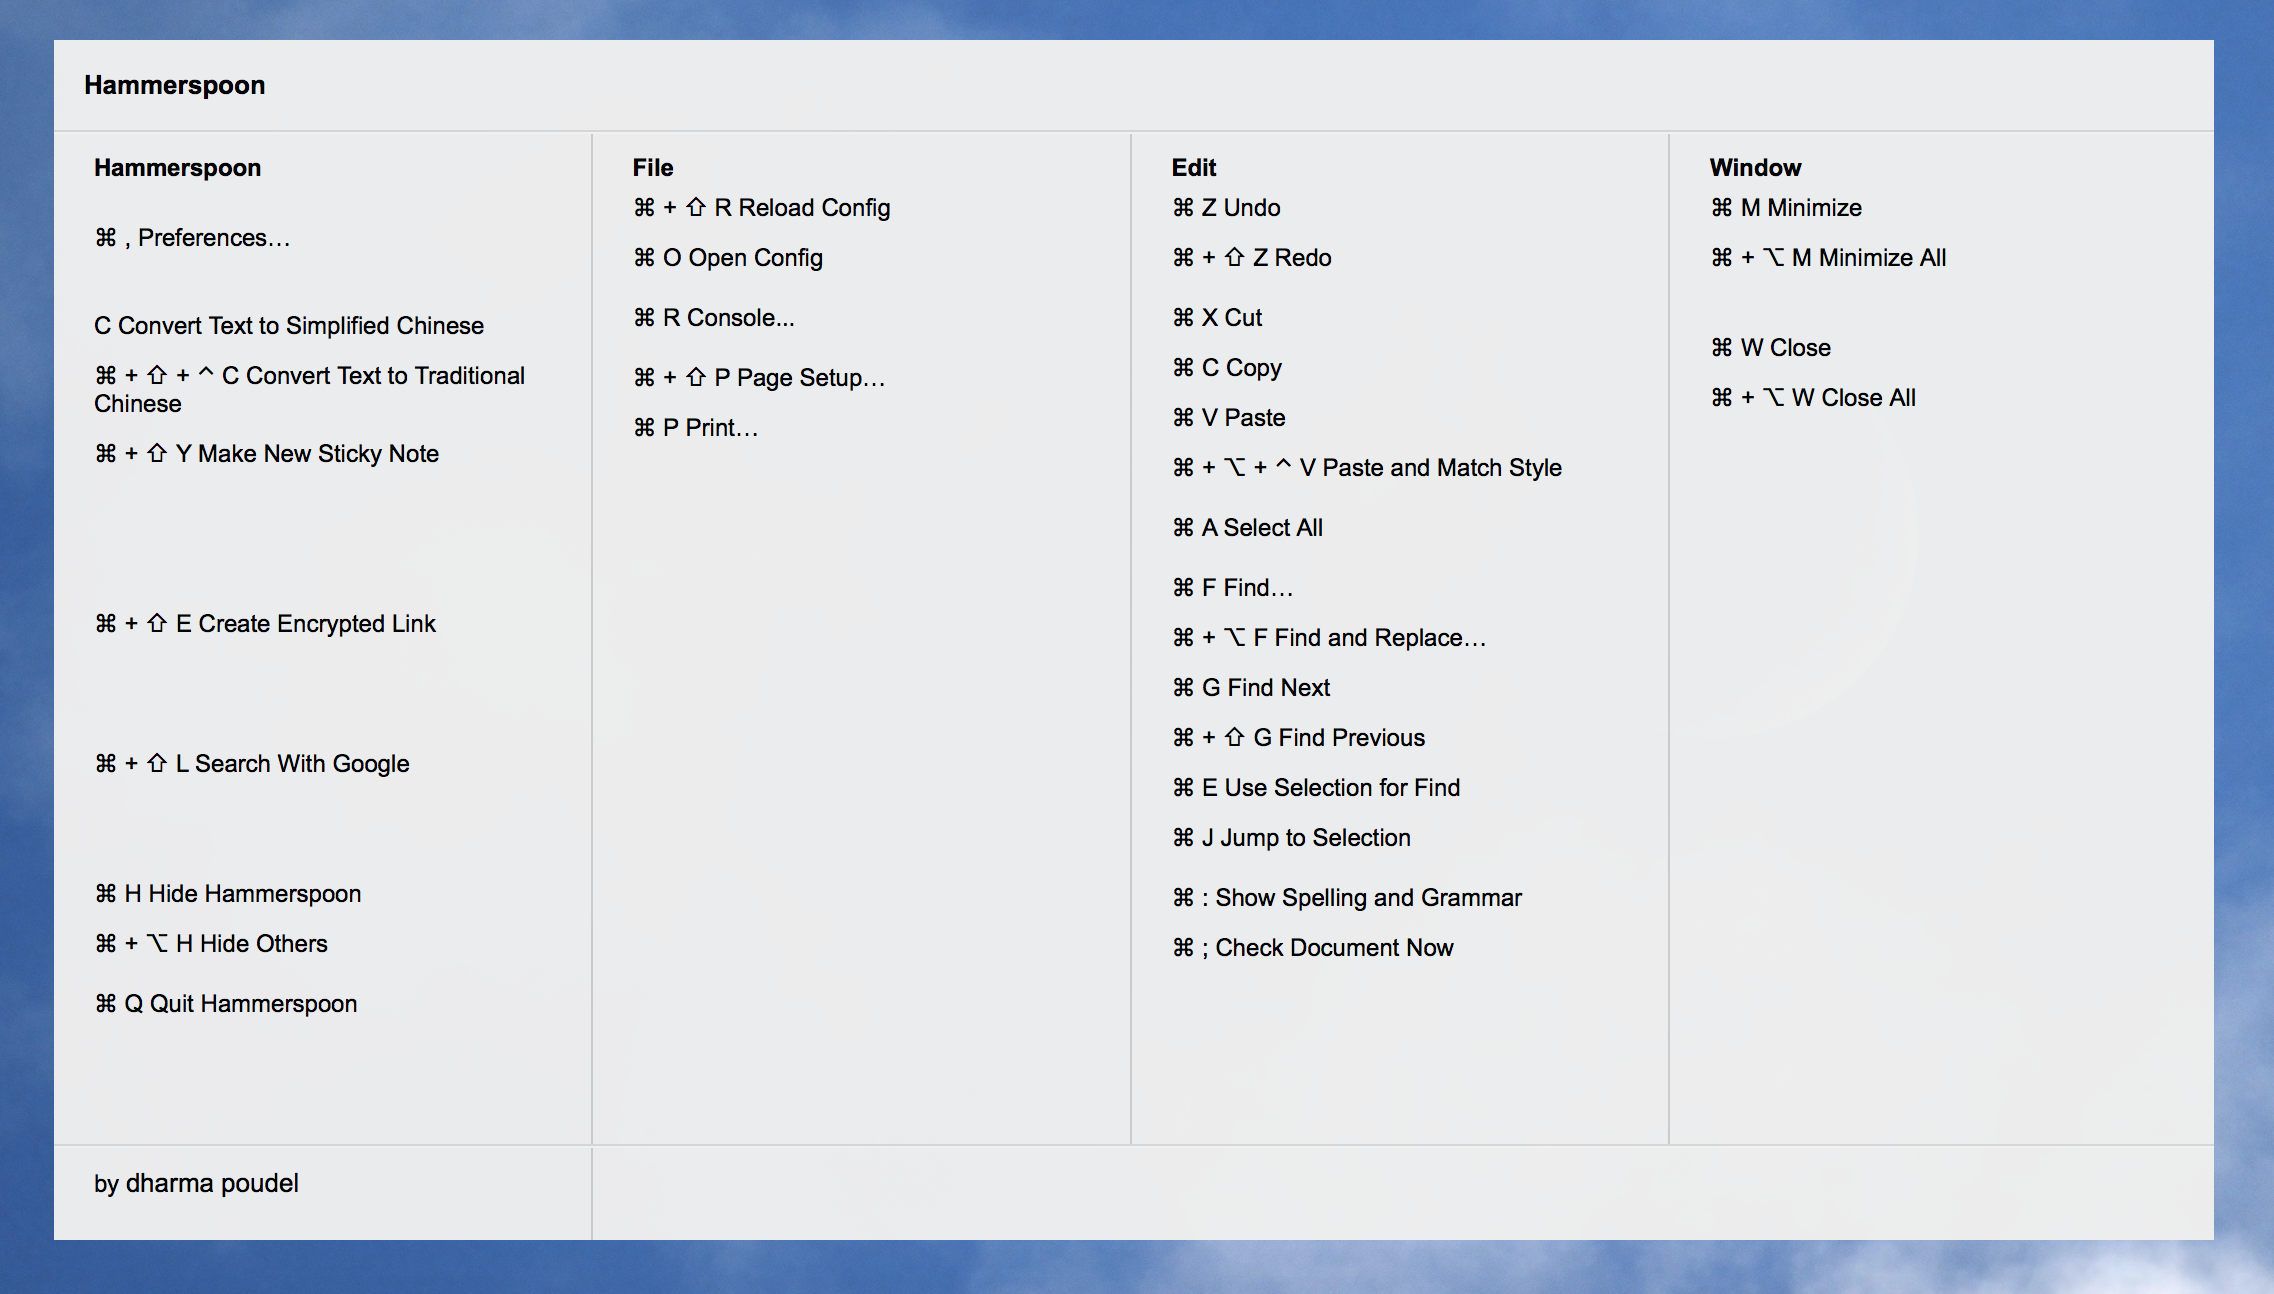 Hammerspoon
Hammerspoon
⌘ , Preferences…
C Convert Text to Simplified Chinese
⌘ + ⇧ + ^ C Convert Text to Traditional
Chinese
⌘ + ⇧ Y Make New Sticky Note
⌘ + ⇧ E Create Encrypted Link
⌘ + ⇧ L Search With Google
⌘ H Hide Hammerspoon
⌘ + ⌥ H Hide Others
⌘ Q Quit Hammerspoon
File
⌘ + ⇧ R Reload Config
⌘ O Open Config
⌘ R Console...
⌘ + ⇧ P Page Setup…
⌘ P Print…
Edit
⌘ Z Undo
⌘ + ⇧ Z Redo
⌘ X Cut
⌘ C Copy
⌘ V Paste
⌘ + ⌥ + ^ V Paste and Match Style
⌘ A Select All
⌘ F Find…
⌘ + ⌥ F Find and Replace…
⌘ G Find Next
⌘ + ⇧ G Find Previous
⌘ E Use Selection for Find
⌘ J Jump to Selection
⌘ : Show Spelling and Grammar
⌘ ; Check Document Now
Window
⌘ M Minimize
⌘ + ⌥ M Minimize All
⌘ W Close
⌘ + ⌥ W Close All
by dharma poudel